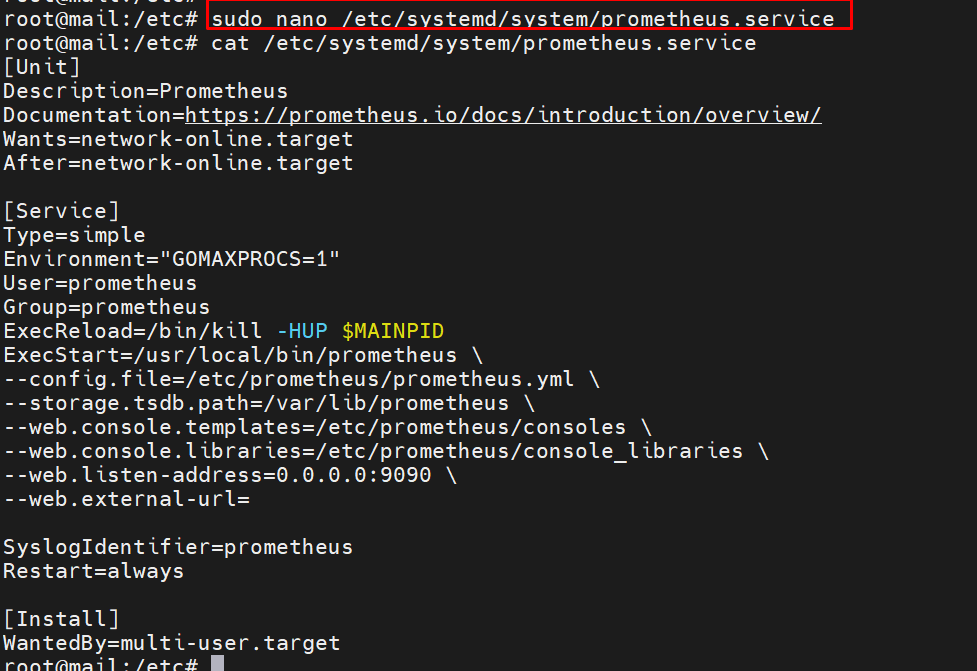 root@mail:/etc# sudo nano /etc/systemd/system/prometheus.service
root@mail:/etc# cat /etc/systemd/system/prometheus.service
[Unit]
Description=Prometheus
Documentation=https://prometheus.io/docs/introduction/overview/
Wants=network-online.target
After=network-online.target
[Service]
Type=simple
Environment="GOMAXPROCS=1"
User=prometheus
Group=prometheus
ExecReload=/bin/kill -HUP $MAINPID
ExecStart=/usr/local/bin/prometheus \
--config.file=/etc/prometheus/prometheus.yml \
--storage.tsdb.path=/var/lib/prometheus \
--web.console.templates=/etc/prometheus/consoles \
--web.console.libraries=/etc/prometheus/console_libraries \
--web.listen-address=0.0.0.0:9090 \
--web.external-url=
SyslogIdentifier=prometheus
Restart=always
[Install]
WantedBy=multi-user.target
root@mail:/etc#